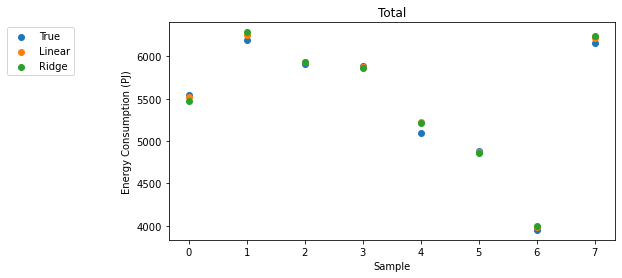 Total
True
Linear
Ridge
Energy Consumption (PJ)
6000
5500
5000
4500
4000
0 1 2 3 4 5 6 7
Sample